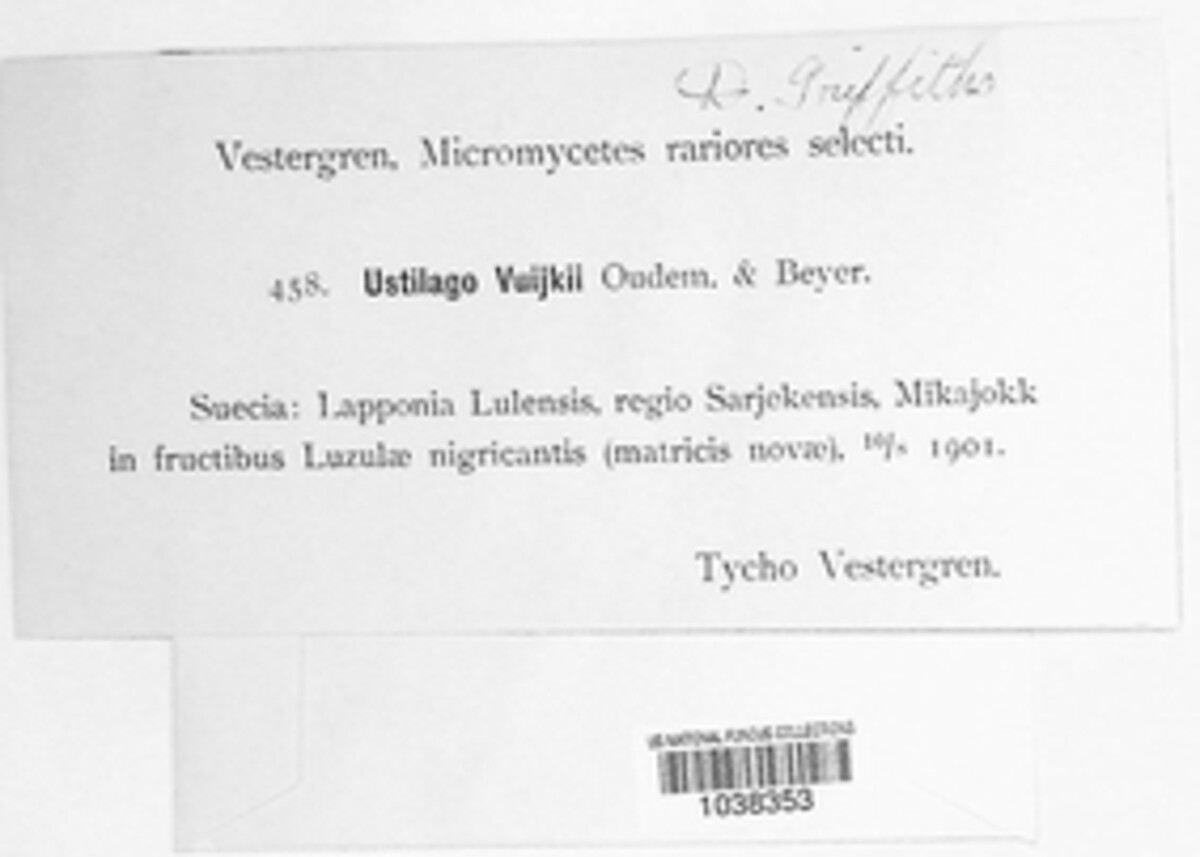 D. Griffiths
Vestergren, Micromycetes rariores selecti.
458. Ustilago Vuijkii Oudem. & Beyer.
Suecia: Lapponia Lulensis, regio Sarjekensis, Mikajokk
in fructibus Luzulæ nigricantis (matricis novæ), 10/8 1901.
Tycho Vestergren.
US NATIONAL FUNGUS COLLECTIONS
1038353